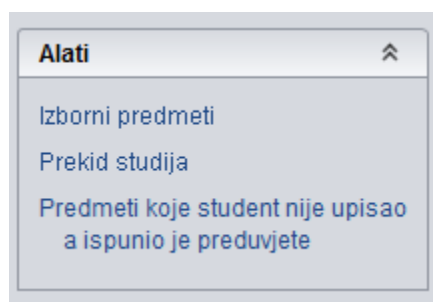 Alati
Izborni predmeti
Prekid studija
Predmeti koje student nije upisao
a ispunio je preduvjete